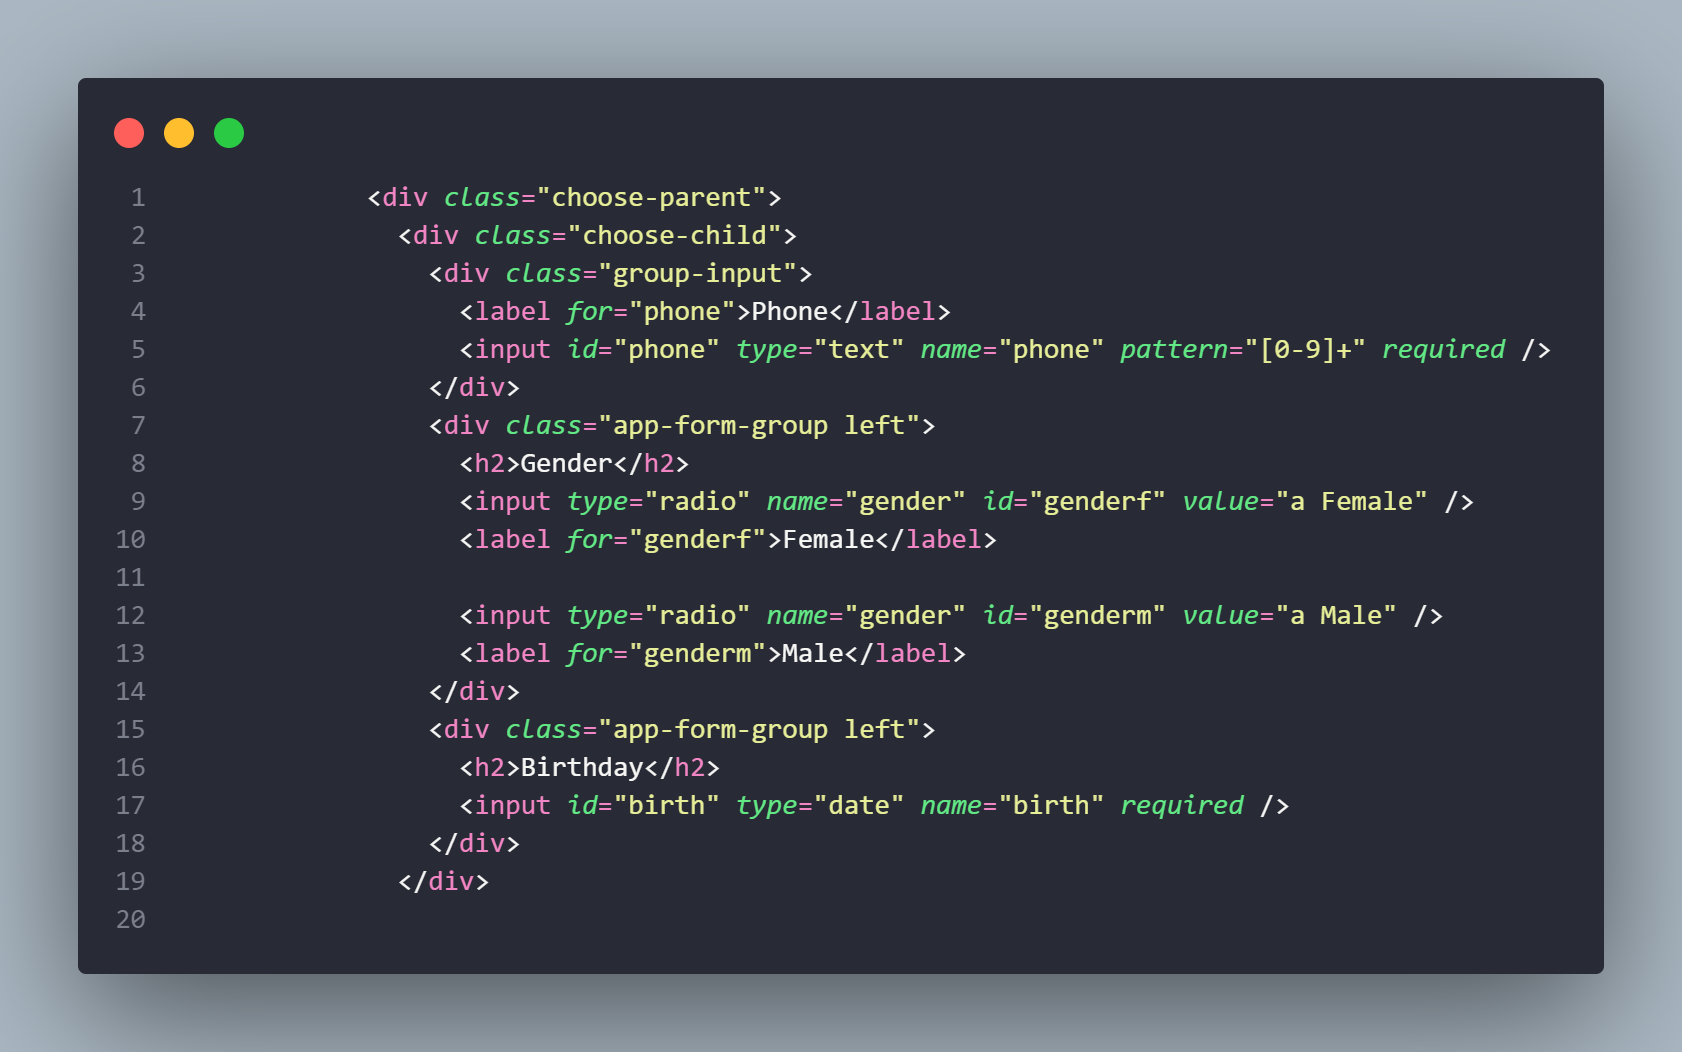 1 <div class="choose-parent">
2 <div class="choose-child">
3 <div class="group-input">
4 <label for="phone">Phone</label>
5 <input id="phone" type="text" name="phone" pattern="[0-9]+" required />
6 </div>
7 <div class="app-form-group left">
8 <h2>Gender</h2>
9 <input type="radio" name="gender" id="genderf" value="a Female" />
10 <label for="genderf">Female</label>
11
12 <input type="radio" name="gender" id="genderm" value="a Male" />
13 <label for="genderm">Male</label>
14 </div>
15 <div class="app-form-group left">
16 <h2>Birthday</h2>
17 <input id="birth" type="date" name="birth" required />
18 </div>
19 </div>
20